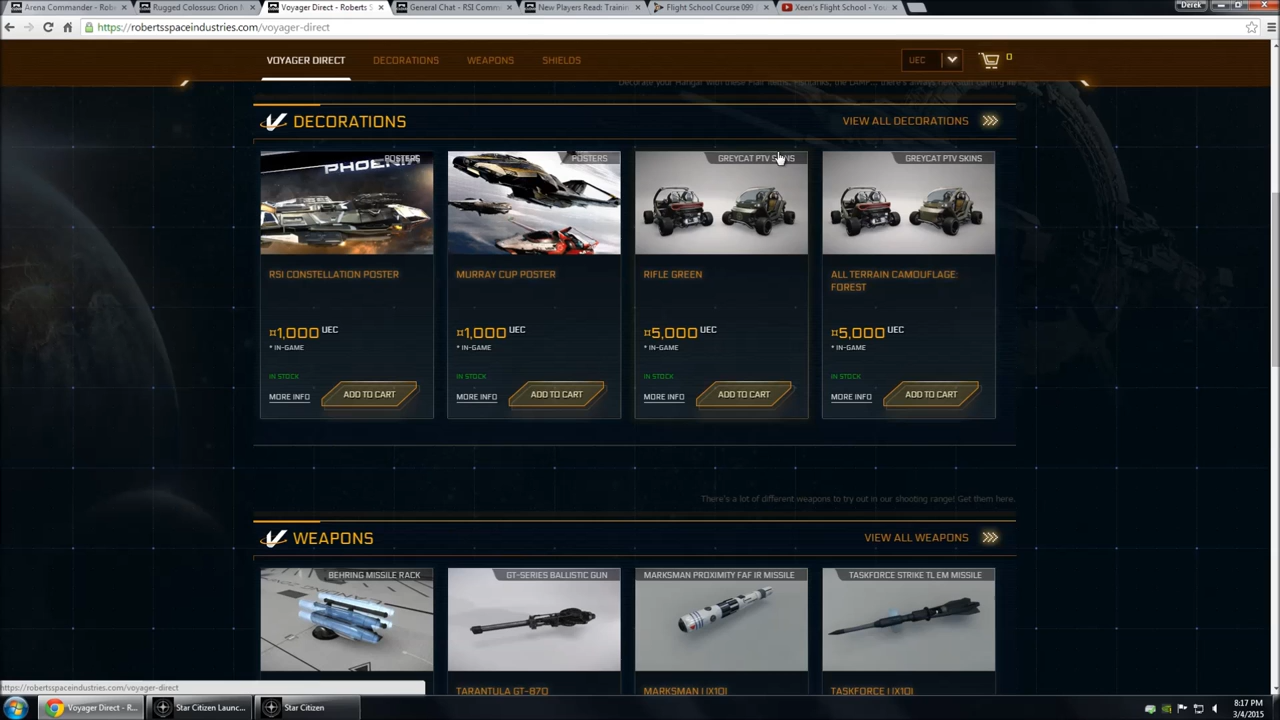 Arena Commander - Rob
Rugged Colossus: Orion M
Voyager Direct - Roberts S
General Chat - RSI Comm
New Players Read: Training
Flight School Course 099
Xeen's Flight School - You
Derek
https://robertsspaceindustries.com/voyager-direct
VOYAGER DIRECT
DECORATIONS
WEAPONS
SHIELDS
UEC
0
DECORATIONS
VIEW ALL DECORATIONS
POSTERS
POSTERS
GREYCAT PTV SKINS
GREYCAT PTV SKINS
PHOENIX
RSI CONSTELLATION POSTER
MURRAY CUP POSTER
RIFLE GREEN
ALL TERRAIN CAMOUFLAGE:
FOREST
¤1,000 UEC
¤1,000 UEC
¤5,000 UEC
¤5,000 UEC
* IN-GAME
* IN-GAME
* IN-GAME
* IN-GAME
IN STOCK
IN STOCK
IN STOCK
IN STOCK
MORE INFO
ADD TO CART
MORE INFO
ADD TO CART
MORE INFO
ADD TO CART
MORE INFO
ADD TO CART
There's a lot of different weapons to try out in our shooting range! Get them here.
WEAPONS
VIEW ALL WEAPONS
BEHRING MISSILE RACK
GT-SERIES BALLISTIC GUN
MARKSMAN PROXIMITY FAF IR MISSILE
TASKFORCE STRIKE TL EM MISSILE
TARANTULA GT-870
MARKSMAN I (X10)
TASKFORCE I (X10)
https://robertsspaceindustries.com/voyager-direct
Voyager Direct - R...
Star Citizen Launc...
Star Citizen
8:17 PM
3/4/2015